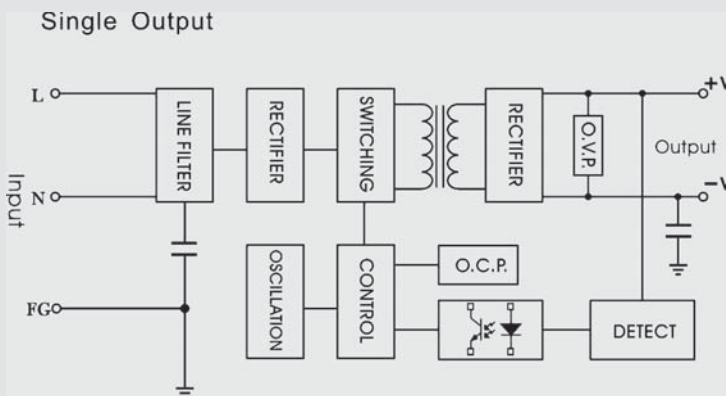 Single Output
L
N
FG
Input
LINE FILTER
RECTIFIER
SWITCHING
RECTIFIER
O.V.P.
+V
Output
-V
OSCILLATION
CONTROL
O.C.P.
DETECT